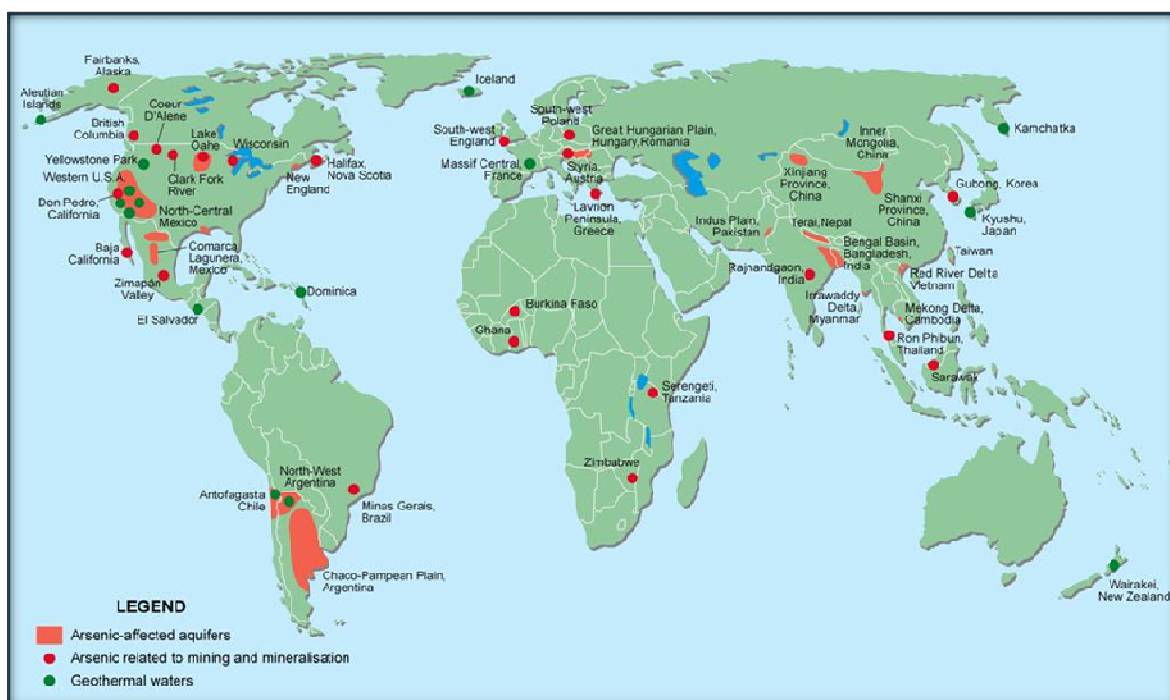 Fairbanks,
Alaska
Aleutian
Islands
British
Columbia
Coeur
D'Alene
Lake
Oahe
Wisconsin
Yellowstone Park
Western U.S.A.
Clark Fork
River
New
England
Halifax,
Nova Scotia
Don Pedro,
California
North-Central
Mexico
Baja
California
Comarca
Lagunera,
Mexico
Zimapan
Valley
El Salvador
Dominica
Iceland
South-west
Poland
South-west
England
Great Hungarian Plain,
Hungary,Romania
Massif Central,
France
Styria,
Austria
Lavrion
Peninsula,
Greece
Burkina Faso
Ghana
Serengeti,
Tanzania
Zimbabwe
Kamchatka
Inner
Mongolia,
China
Xinjiang
Province,
China
Shanxi
Province,
China
Gubong, Korea
Kyushu,
Japan
Indus Plain,
Pakistan
Terai,Nepal
Bengal Basin,
Bangladesh,
India
Taiwan
Rajnandgaon,
India
Red River Delta
Vietnam
Irrawaddy
Delta,
Myanmar
Mekong Delta,
Cambodia
Ron Phibun,
Thailand
Sarawak
North-West
Argentina
Antofagasta
Chile
Minas Gerais,
Brazil
Chaco-Pampean Plain,
Argentina
Wairakei,
New Zealand
LEGEND
Arsenic-affected aquifers
Arsenic related to mining and mineralisation
Geothermal waters